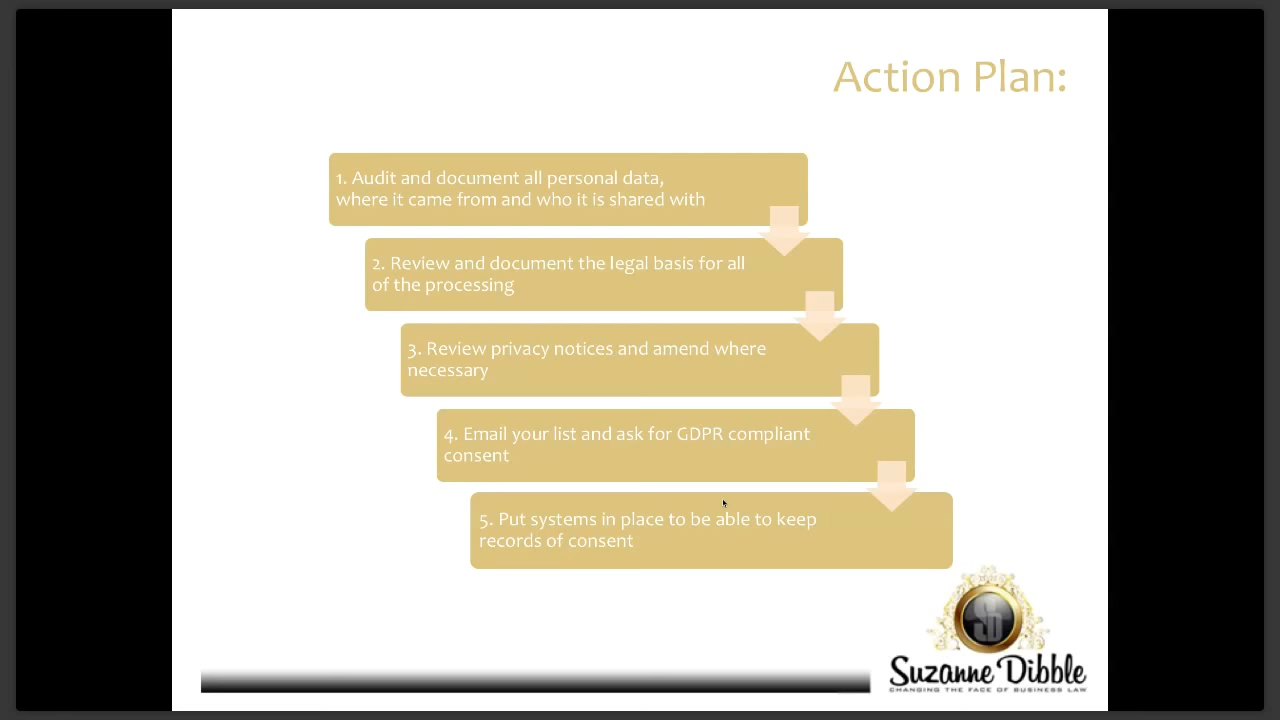 Action Plan:
1. Audit and document all personal data,
where it came from and who it is shared with
2. Review and document the legal basis for all
of the processing
3. Review privacy notices and amend where
necessary
4. Email your list and ask for GDPR compliant
consent
5. Put systems in place to be able to keep
records of consent
SD
Suzanne Dibble
CHANGING THE FACE OF BUSINESS LAW